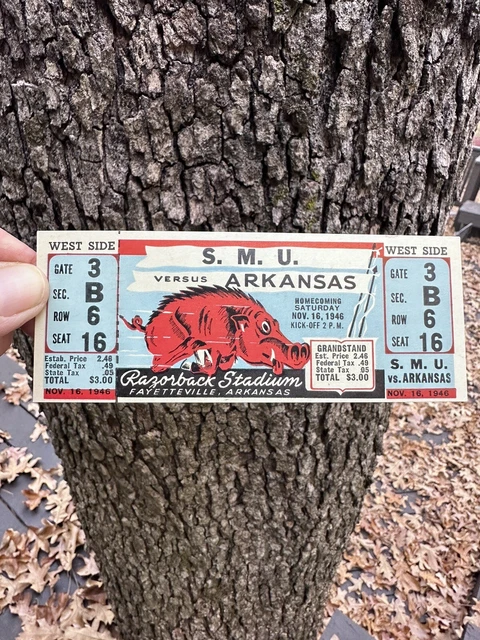 WEST SIDE
GATE 3
SEC. B
ROW 6
SEAT 16
Estab. Price 2.46
Federal Tax .49
State Tax .05
TOTAL $3.00
NOV. 16, 1946
S. M. U.
VERSUS ARKANSAS
HOMECOMING
SATURDAY
NOV. 16, 1946
KICK-OFF 2 P. M.
GRANDSTAND
Est. Price 2.46
Federal Tax .49
State Tax 05
TOTAL $3.00
Razorback Stadium
FAYETTEVILLE, ARKANSAS
WEST SIDE
GATE 3
SEC. B
ROW 6
SEAT 16
S. M. U.
vs. ARKANSAS
NOV. 16, 1946